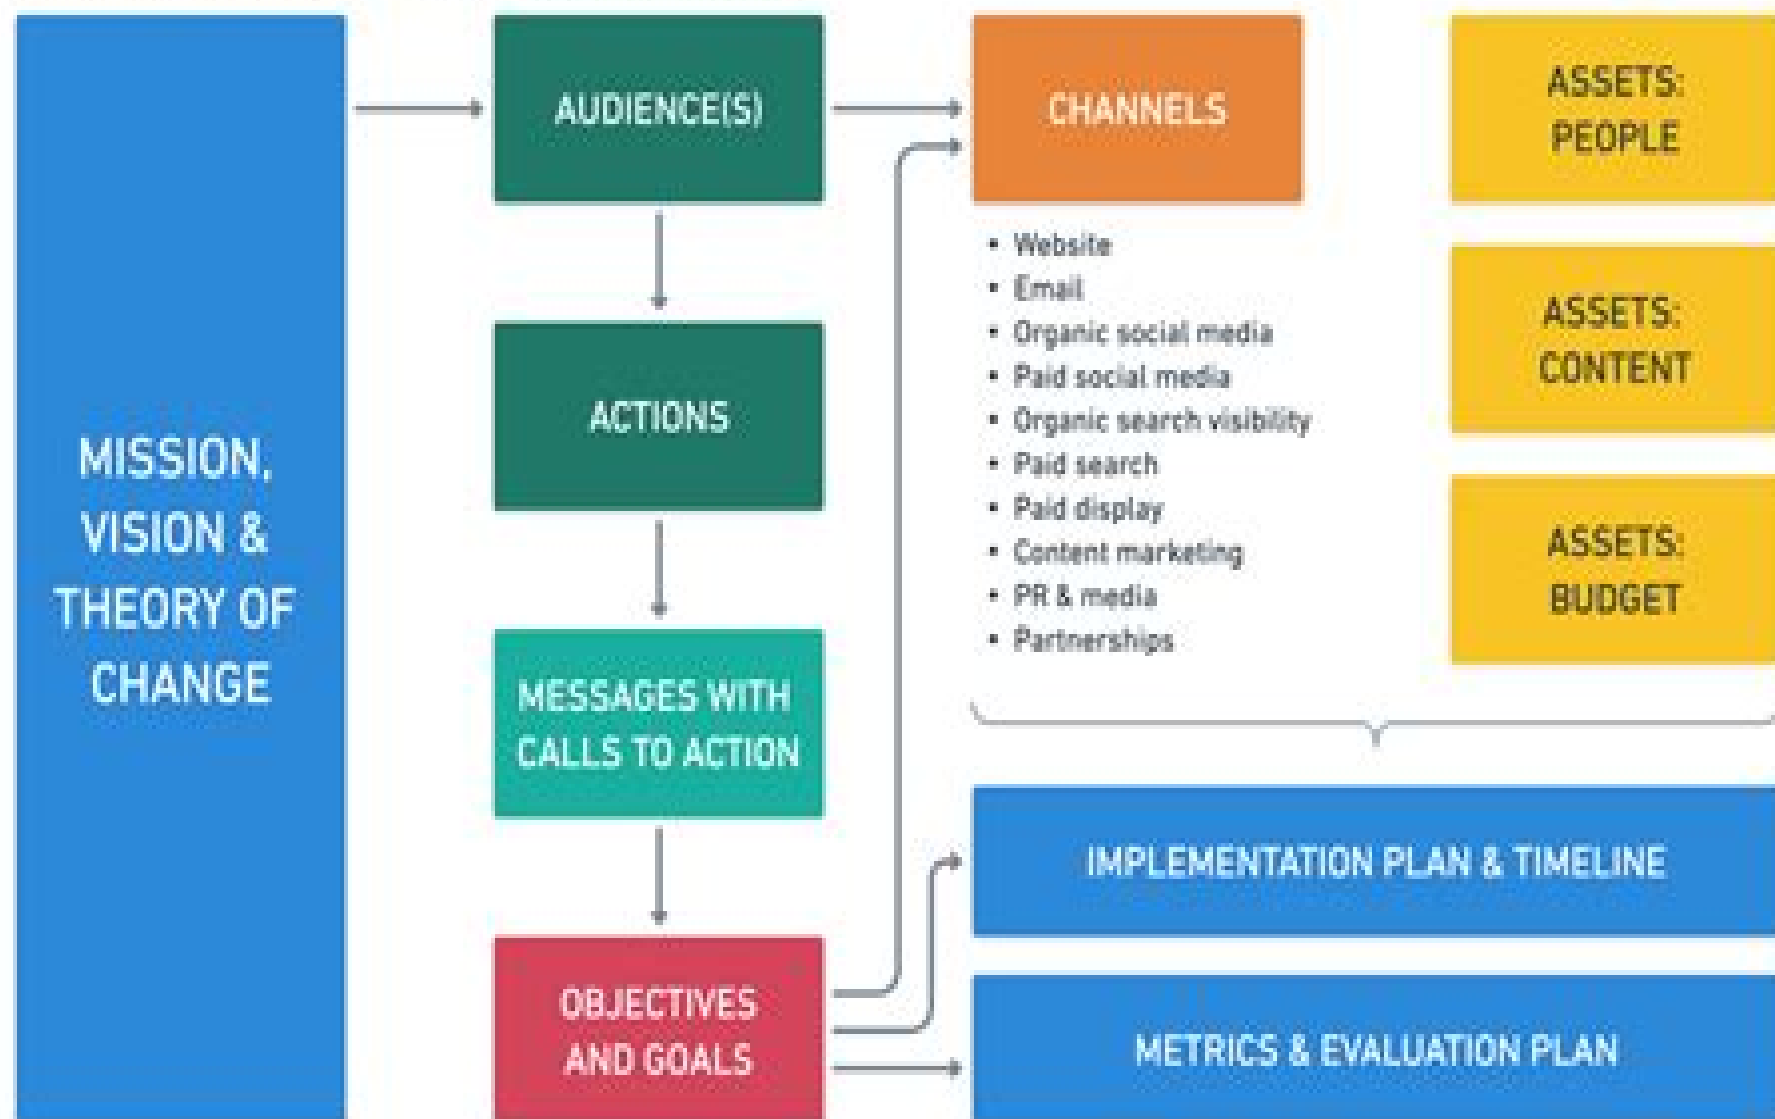 MISSION,
VISION &
THEORY OF
CHANGE
AUDIENCE(S)
ACTIONS
MESSAGES WITH
CALLS TO ACTION
OBJECTIVES
AND GOALS
CHANNELS
• Website
• Email
• Organic social media
• Paid social media
• Organic search visibility
• Paid search
• Paid display
• Content marketing
• PR & media
• Partnerships
ASSETS:
PEOPLE
ASSETS:
CONTENT
ASSETS:
BUDGET
IMPLEMENTATION PLAN & TIMELINE
METRICS & EVALUATION PLAN